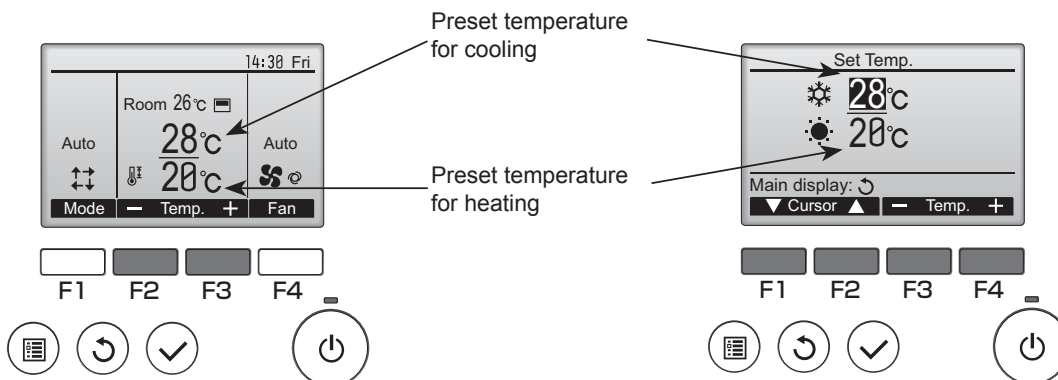 Preset temperature
for cooling
14:30 Fri
Room 26°C
Auto
28°C
20°C
Auto
Mode − Temp. + Fan
F1 F2 F3 F4
Preset temperature
for heating
Set Temp.
28°C
20°C
Main display:
▼ Cursor ▲ − Temp. +
F1 F2 F3 F4